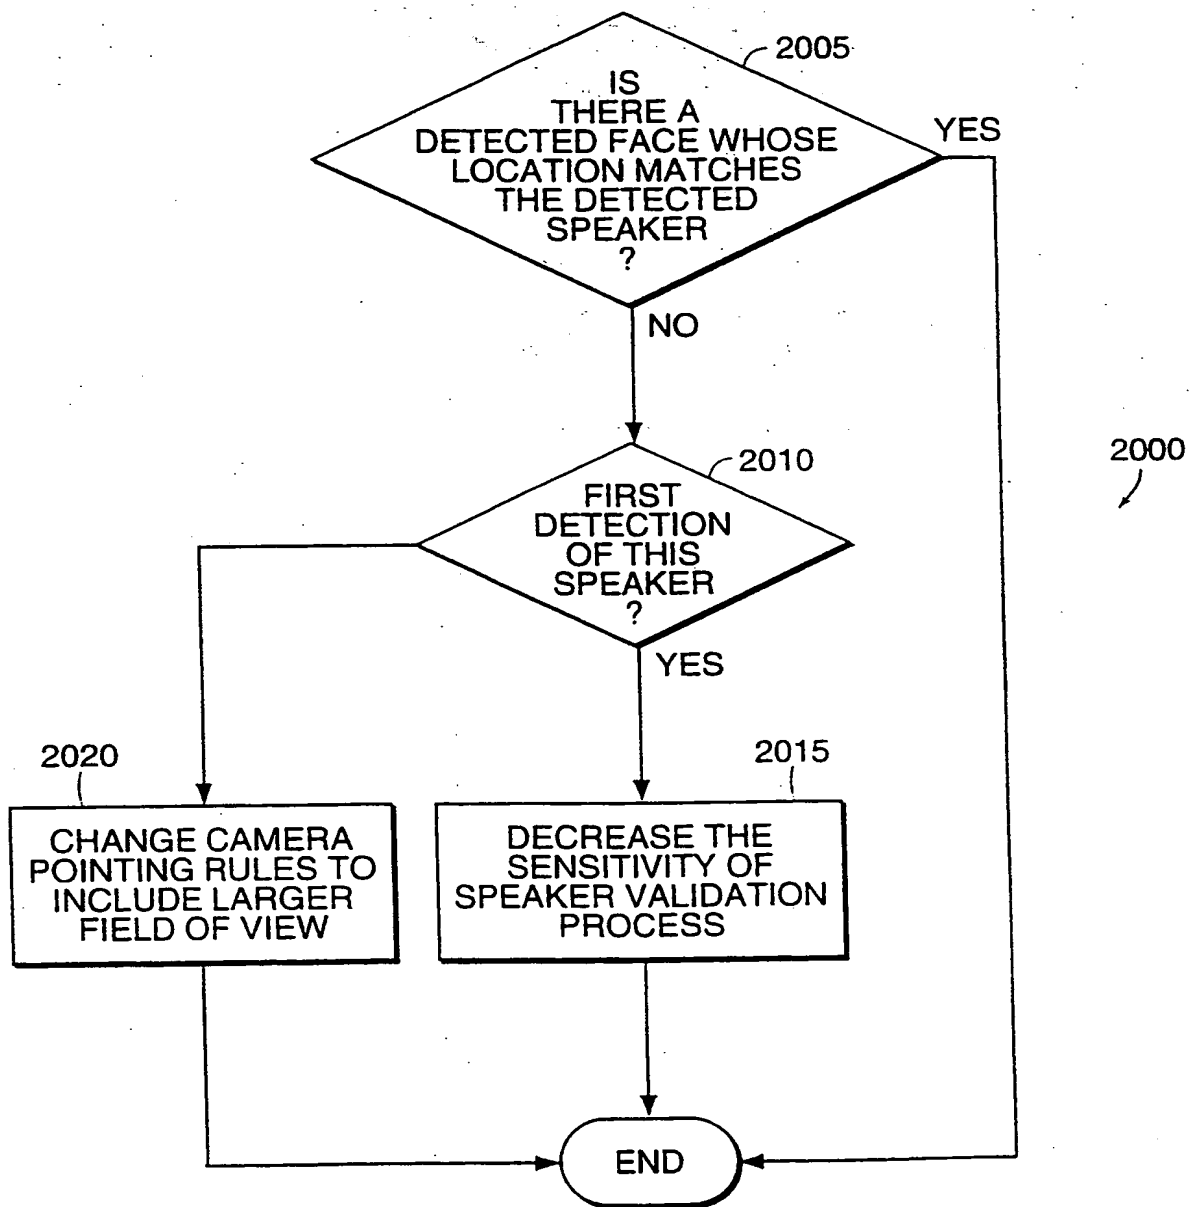 2005
IS
THERE A
DETECTED FACE WHOSE
LOCATION MATCHES
THE DETECTED
SPEAKER
?
YES
NO
2000
2010
FIRST
DETECTION
OF THIS
SPEAKER
?
YES
2020
CHANGE CAMERA
POINTING RULES TO
INCLUDE LARGER
FIELD OF VIEW
2015
DECREASE THE
SENSITIVITY OF
SPEAKER VALIDATION
PROCESS
END